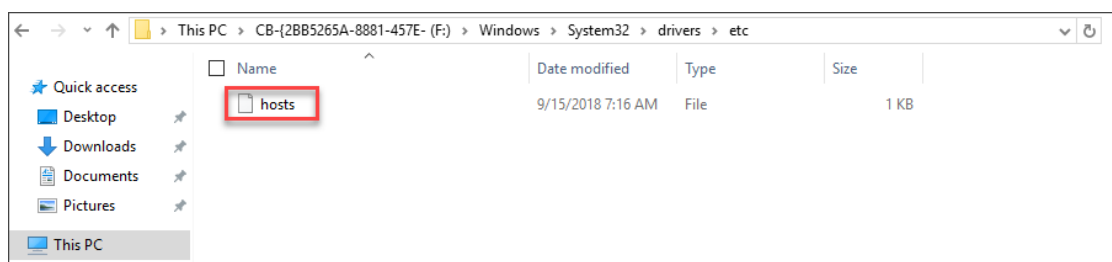 This PC > CB-{2BB5265A-8881-457E- (F:) > Windows > System32 > drivers > etc
Name Date modified Type Size
Quick access
hosts 9/15/2018 7:16 AM File 1 KB
Desktop
Downloads
Documents
Pictures
This PC